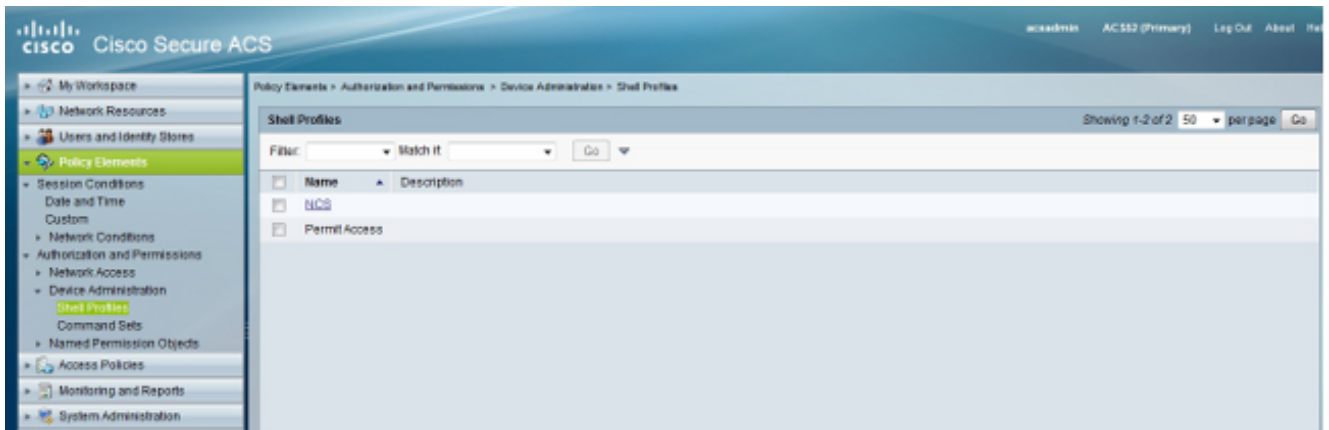 CISCO Cisco Secure ACS
acsadmin ACS52 (Primary) Log Out About
My Workspace
Network Resources
Users and Identity Stores
Policy Elements
Session Conditions
Date and Time
Custom
Network Conditions
Authorization and Permissions
Network Access
Device Administration
Shell Profiles
Command Sets
Named Permission Objects
Access Policies
Monitoring and Reports
System Administration
Policy Elements > Authorization and Permissions > Device Administration > Shell Profiles
Shell Profiles
Showing 1-2 of 2 50 per page Go
Filter: Match if: Go
Name Description
NCS
Permit Access